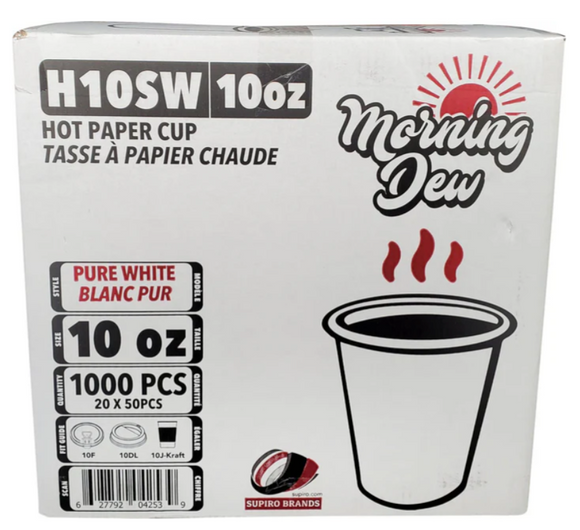 H10SW 10oz
HOT PAPER CUP
TASSE À PAPIER CHAUDE
Morning
Dew
STYLE PURE WHITE MODÈLE
BLANC PUR
SIZE 10 oz TAILLE
QUANTITY 1000 PCS QUANTITÉ
20 X 50PCS
FIT GUIDE 10F 10DL 10J-Kraft ÉGALER
SCAN 6 27792 04253 9 CHIFFRE
supiro.com
SUPIRO BRANDS